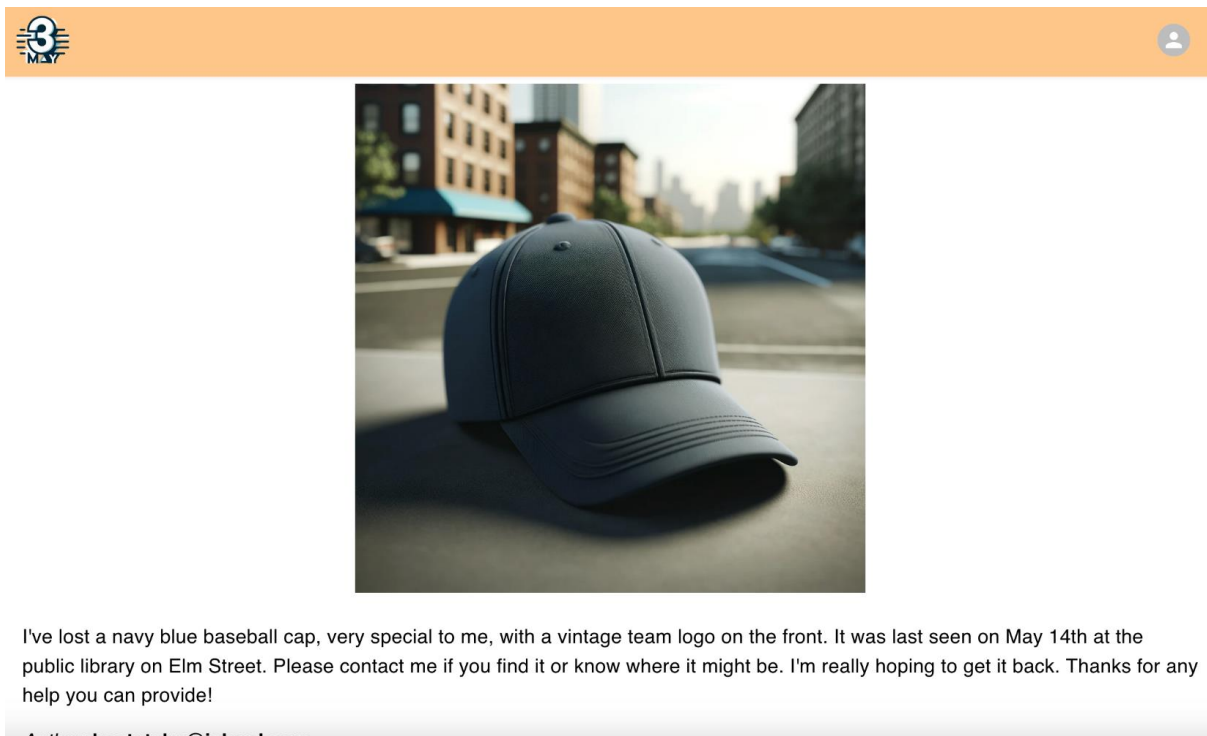 3
MAY
I've lost a navy blue baseball cap, very special to me, with a vintage team logo on the front. It was last seen on May 14th at the
public library on Elm Street. Please contact me if you find it or know where it might be. I'm really hoping to get it back. Thanks for any
help you can provide!